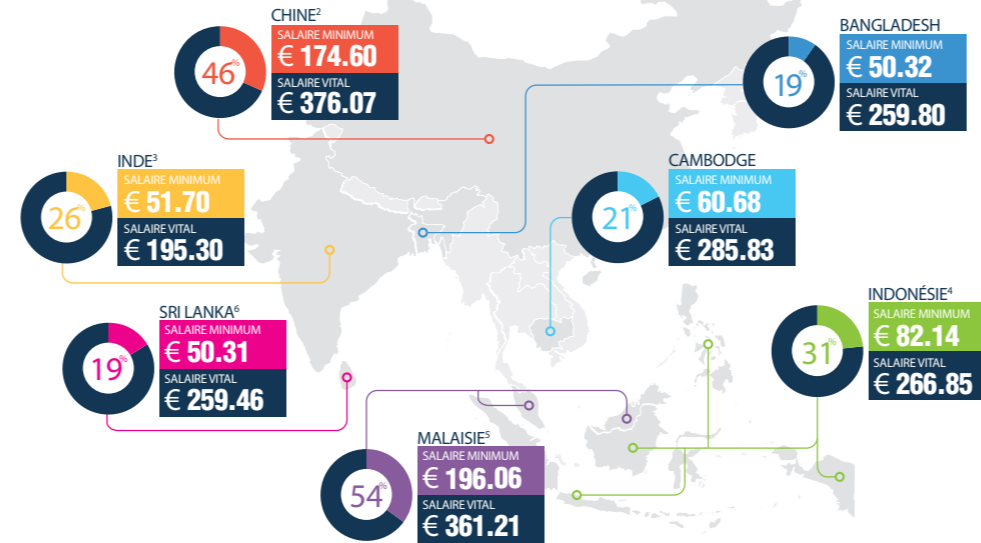 CHINE²
SALAIRE MINIMUM
€ 174.60
SALAIRE VITAL
€ 376.07
46%
BANGLADESH
SALAIRE MINIMUM
€ 50.32
SALAIRE VITAL
€ 259.80
19%
INDE³
SALAIRE MINIMUM
€ 51.70
SALAIRE VITAL
€ 195.30
26%
CAMBODGE
SALAIRE MINIMUM
€ 60.68
SALAIRE VITAL
€ 285.83
21%
SRI LANKA⁶
SALAIRE MINIMUM
€ 50.31
SALAIRE VITAL
€ 259.46
19%
INDONÉSIE⁴
SALAIRE MINIMUM
€ 82.14
SALAIRE VITAL
€ 266.85
31%
MALAISIE⁵
SALAIRE MINIMUM
€ 196.06
SALAIRE VITAL
€ 361.21
54%